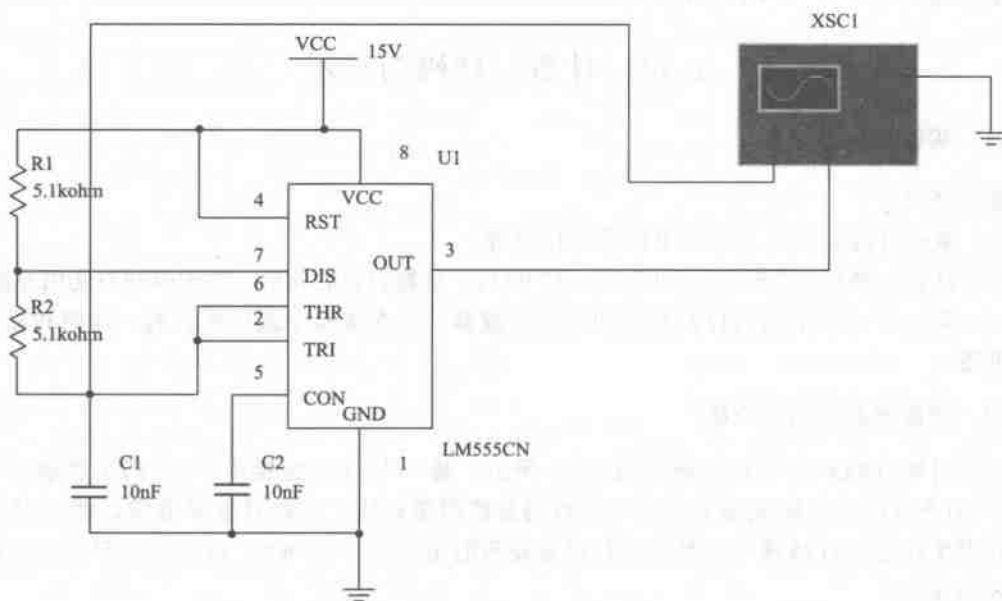 XSC1
VCC 15V
R1
5.1kohm
8 U1
VCC
4
RST
7
DIS
OUT
3
6
THR
R2
5.1kohm
2
TRI
5
CON
GND
LM555CN
C1
10nF
C2
10nF
1